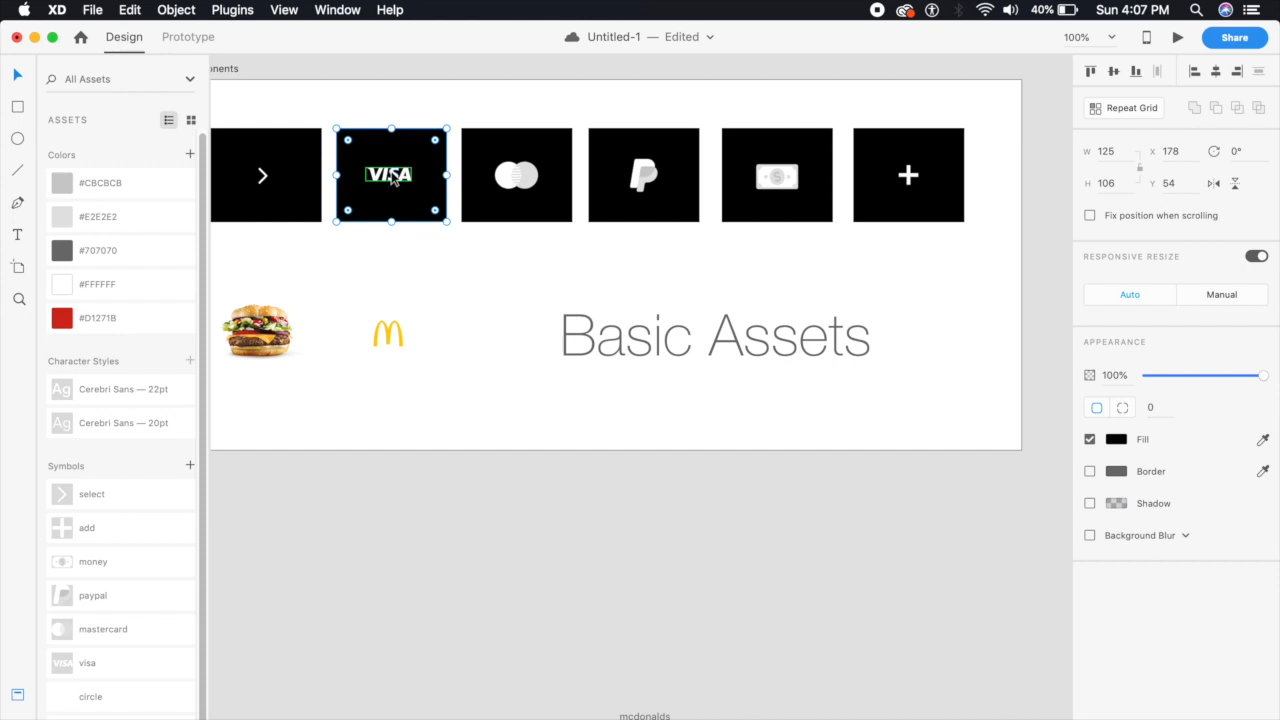 XD File Edit Object Plugins View Window Help 40% Sun 4:07 PM
Design Prototype Untitled-1 — Edited 100% Share
All Assets
onents
ASSETS
Colors
#CBCBCB
#E2E2E2
#707070
#FFFFFF
#D1271B
Character Styles
Ag Cerebri Sans — 22pt
Ag Cerebri Sans — 20pt
Symbols
select
add
money
paypal
mastercard
VISA visa
circle
VISA
Basic Assets
mcdonalds
Repeat Grid
W 125 X 178 0°
H 106 Y 54
Fix position when scrolling
RESPONSIVE RESIZE
Auto Manual
APPEARANCE
100%
0
Fill
Border
Shadow
Background Blur